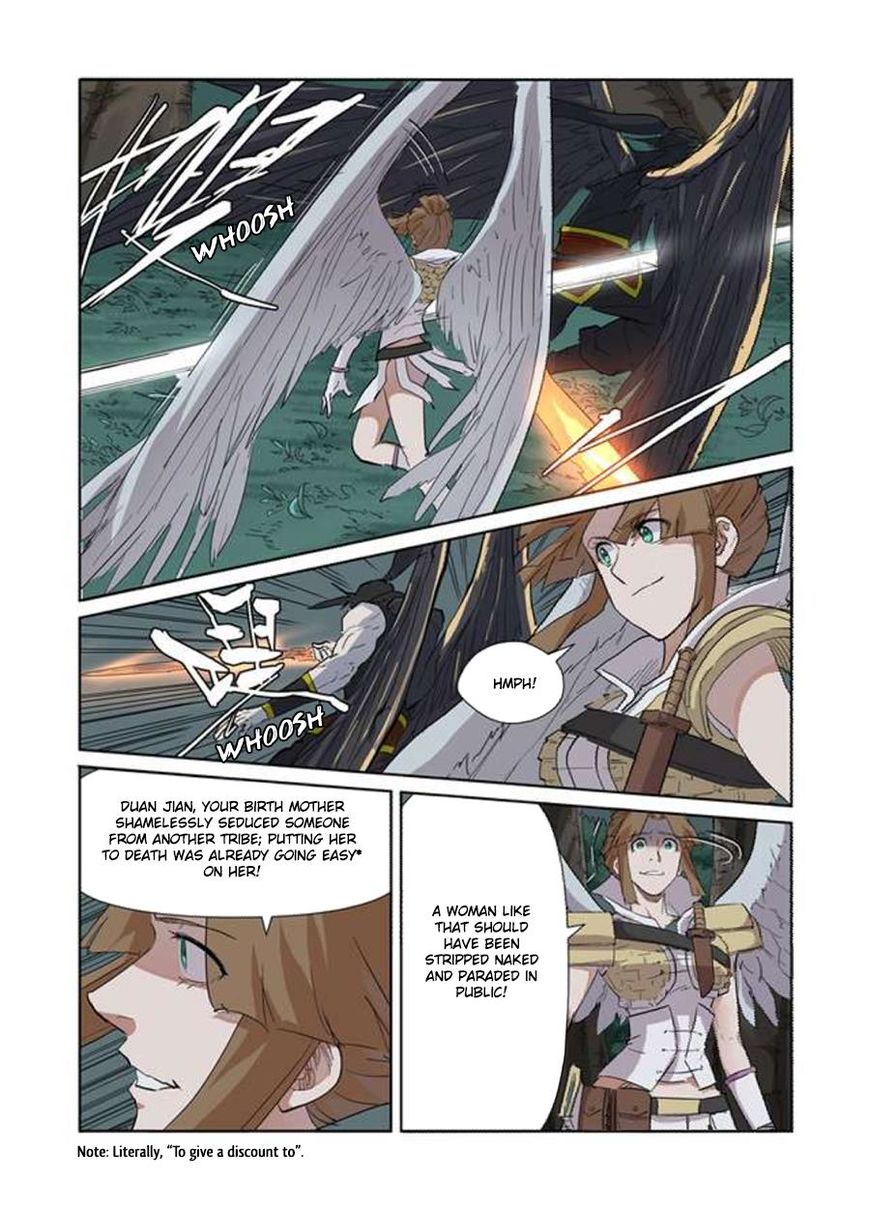 WHOOSH
HMPH!
WHOOSH
DUAN JIAN, YOUR BIRTH MOTHER
SHAMELESSLY SEDUCED SOMEONE
FROM ANOTHER TRIBE; PUTTING HER
TO DEATH WAS ALREADY GOING EASY*
ON HER!
A WOMAN LIKE
THAT SHOULD
HAVE BEEN
STRIPPED NAKED
AND PARADED IN
PUBLIC!
Note: Literally, “To give a discount to”.